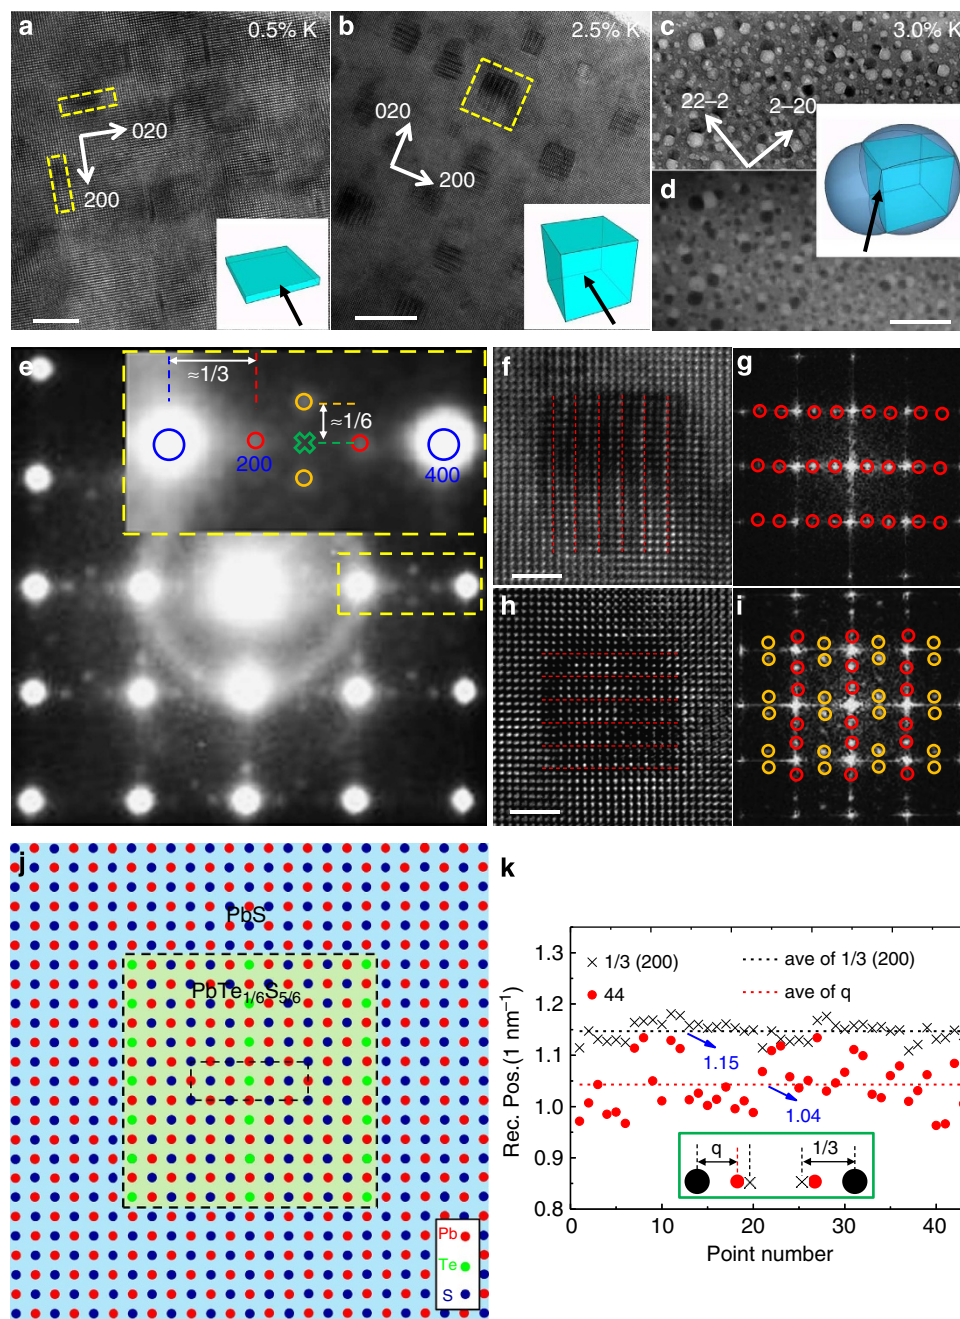 a
0.5% K
020
200
b
2.5% K
020
200
c
3.0% K
22–2
2–20
d
e
≈1/3
≈1/6
200
400
f
g
h
i
j
PbS
PbTe1/6S5/6
Pb
Te
S
k
Rec. Pos.(1 nm–1)
1.3
1.2
1.1
1.0
0.9
0.8
1/3 (200)
ave of 1/3 (200)
44
ave of q
1.15
1.04
q
1/3
0
10
20
30
40
Point number